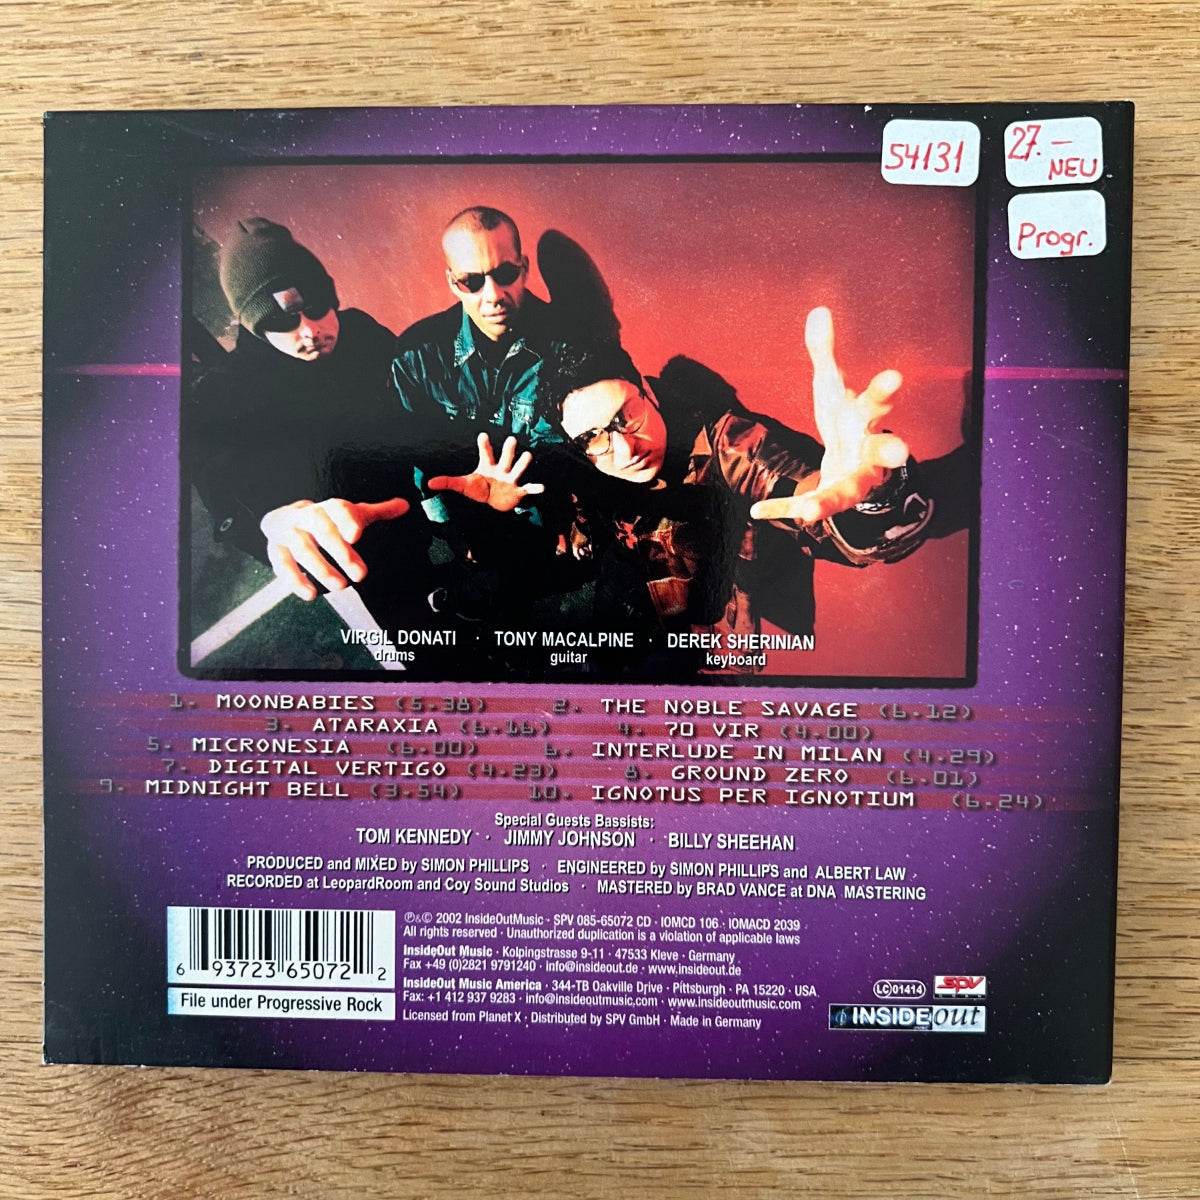 54131
27.— NEU
Progr.
VIRGIL DONATI · TONY MACALPINE · DEREK SHERINIAN
drums guitar keyboard
1. MOONBABIES (5.38) 2. THE NOBLE SAVAGE (6.12)
3. ATARAXIA (6.16) 4. 70 VIR (4.00)
5. MICRONESIA (6.00) 6. INTERLUDE IN MILAN (4.29)
7. DIGITAL VERTIGO (4.23) 8. GROUND ZERO (6.01)
9. MIDNIGHT BELL (3.54) 10. IGNOTUS PER IGNOTIUM (6.24)
Special Guests Bassists:
TOM KENNEDY · JIMMY JOHNSON · BILLY SHEEHAN
PRODUCED and MIXED by SIMON PHILLIPS · ENGINEERED by SIMON PHILLIPS and ALBERT LAW
RECORDED at LeopardRoom and Coy Sound Studios · MASTERED by BRAD VANCE at DNA MASTERING
6 93723 65072 2
File under Progressive Rock
℗&© 2002 InsideOutMusic · SPV 085-65072 CD · IOMCD 106 · IOMACD 2039
All rights reserved · Unauthorized duplication is a violation of applicable laws
InsideOut Music · Kolpingstrasse 9-11 · 47533 Kleve · Germany
Fax +49 (0)2821 9791240 · info@insideout.de · www.insideout.de
InsideOut Music America · 344-TB Oakville Drive · Pittsburgh · PA 15220 · USA
Fax: +1 412 937 9283 · info@insideoutmusic.com · www.insideoutmusic.com
Licensed from Planet X · Distributed by SPV GmbH · Made in Germany
LC 01414
SPV
INSIDEOUT